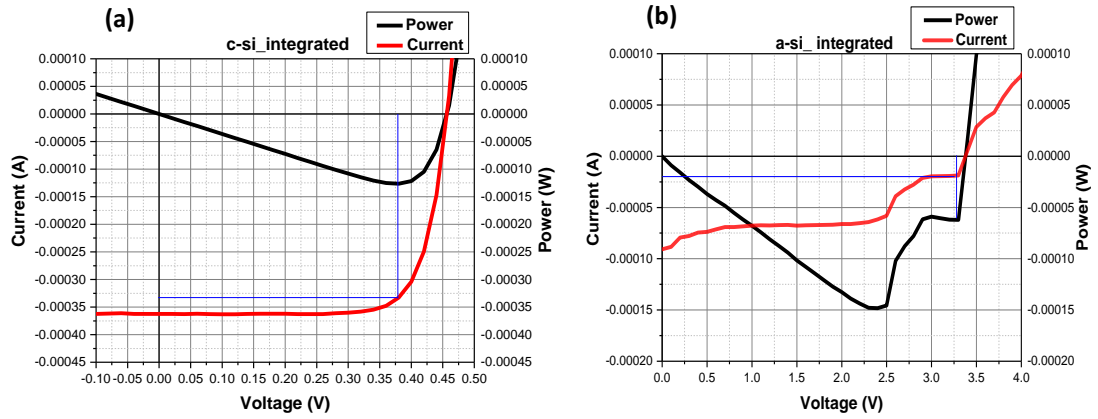 (a)
Power
Current
c-si_integrated
0.00010
0.00005
0.00000
-0.00005
-0.00010
-0.00015
-0.00020
-0.00025
-0.00030
-0.00035
-0.00040
-0.00045
Current (A)
0.00010
0.00005
0.00000
-0.00005
-0.00010
-0.00015
-0.00020
-0.00025
-0.00030
-0.00035
-0.00040
-0.00045
Power (W)
-0.10 -0.05 0.00 0.05 0.10 0.15 0.20 0.25 0.30 0.35 0.40 0.45 0.50
Voltage (V)
(b)
Power
Current
a-si_ integrated
0.00010
0.00005
0.00000
-0.00005
-0.00010
-0.00015
-0.00020
Current (A)
0.00010
0.00005
0.00000
-0.00005
-0.00010
-0.00015
-0.00020
Power (W)
0.0 0.5 1.0 1.5 2.0 2.5 3.0 3.5 4.0
Voltage (V)